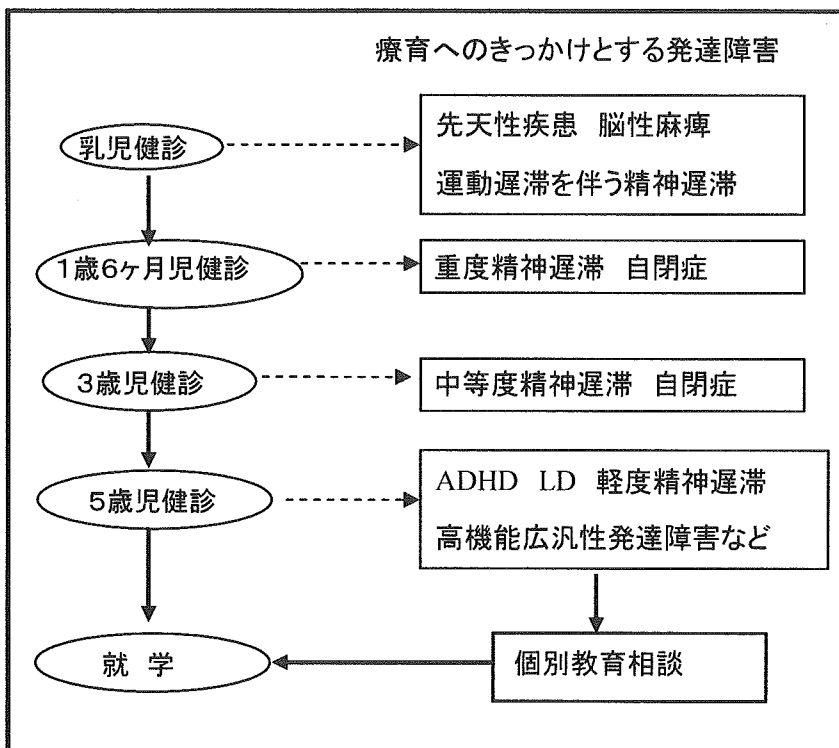 療育へのきっかけとする発達障害
乳児健診
先天性疾患 脳性麻痺
運動遅滞を伴う精神遅滞
1歳6ヶ月児健診
重度精神遅滞 自閉症
3歳児健診
中等度精神遅滞 自閉症
5歳児健診
ADHD LD 軽度精神遅滞
高機能広汎性発達障害など
就 学
個別教育相談